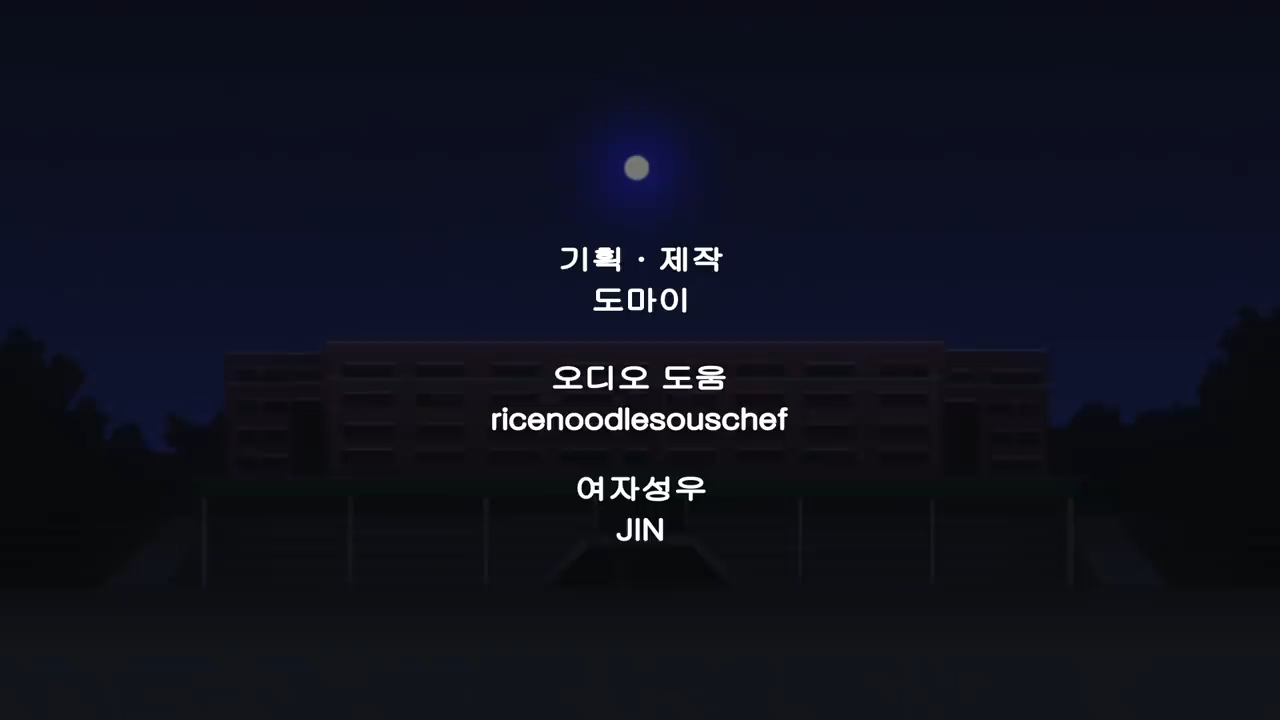 기획 · 제작
도마이
오디오 도움
ricenoodlesouschef
여자성우
JIN